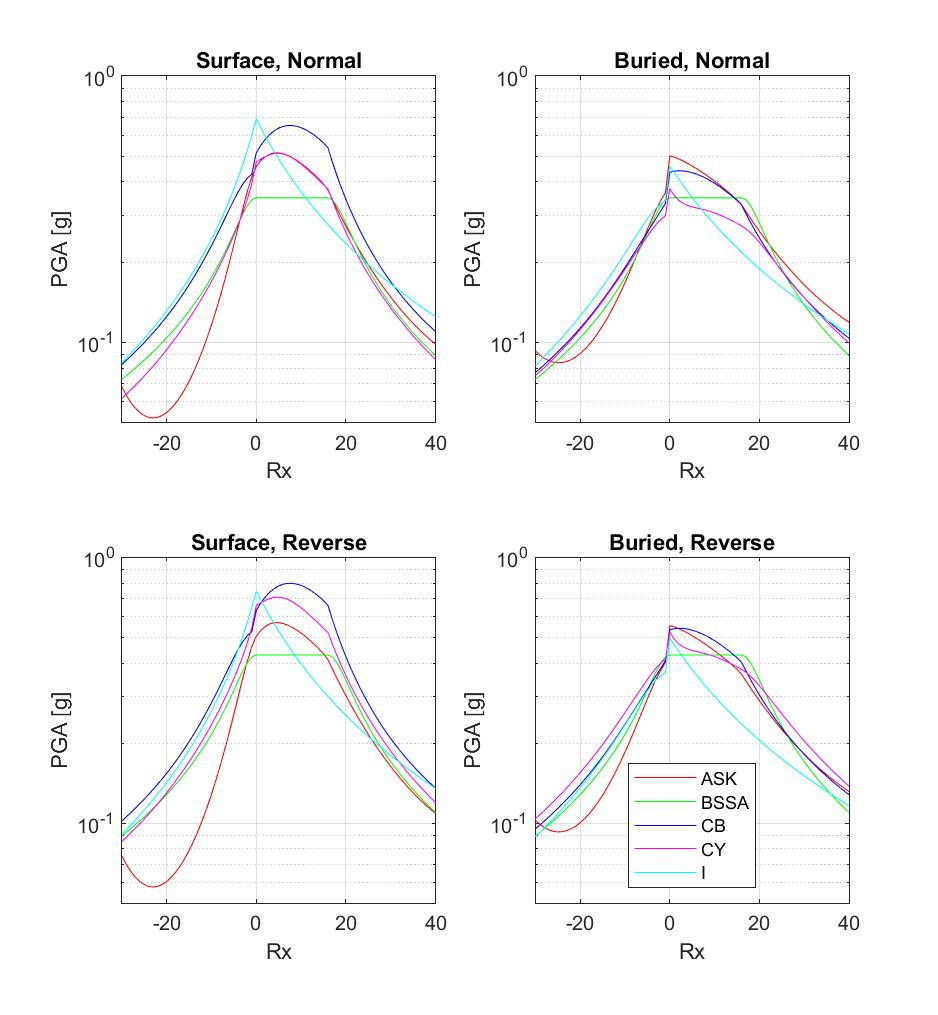 Surface, Normal
10^0
10^-1
PGA [g]
-20 0 20 40
Rx
Buried, Normal
10^0
10^-1
PGA [g]
-20 0 20 40
Rx
Surface, Reverse
10^0
10^-1
PGA [g]
-20 0 20 40
Rx
Buried, Reverse
10^0
10^-1
PGA [g]
ASK
BSSA
CB
CY
I
-20 0 20 40
Rx